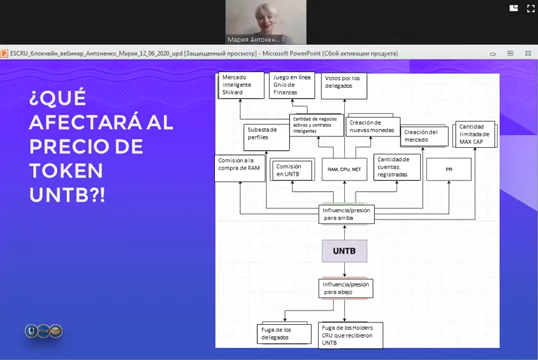 Мария Антонен
ESCRU_блокчейн_вебинар_Антоненко_Мария_12_06_2020_upd [Защищенный просмотр] - Microsoft PowerPoint (Сбой активации продукта)
¿QUÉ
AFECTARÁ AL
PRECIO DE
TOKEN
UNTB?!
Mercado
inteligente
Shikard
Juego en línea
Gnio de
Finanzas
Votos por los
delegados
Subasta de
perfiles
Cantidad de negocios
activos y contratos
inteligentes
Creación de
nuevas monedas
Creación del
mercado
Cantidad
limitada de
MAX CAP
Comisión a la
compra de RAM
Comisión
en UNTB
RAM, CPU, NET
Cantidad de
cuentas
registradas
PR
Influencia/presión
para arriba
UNTB
Influencia/presión
para abajo
Fuga de los
delegados
Fuga de los Holders
CRU que recibieron
UNTB